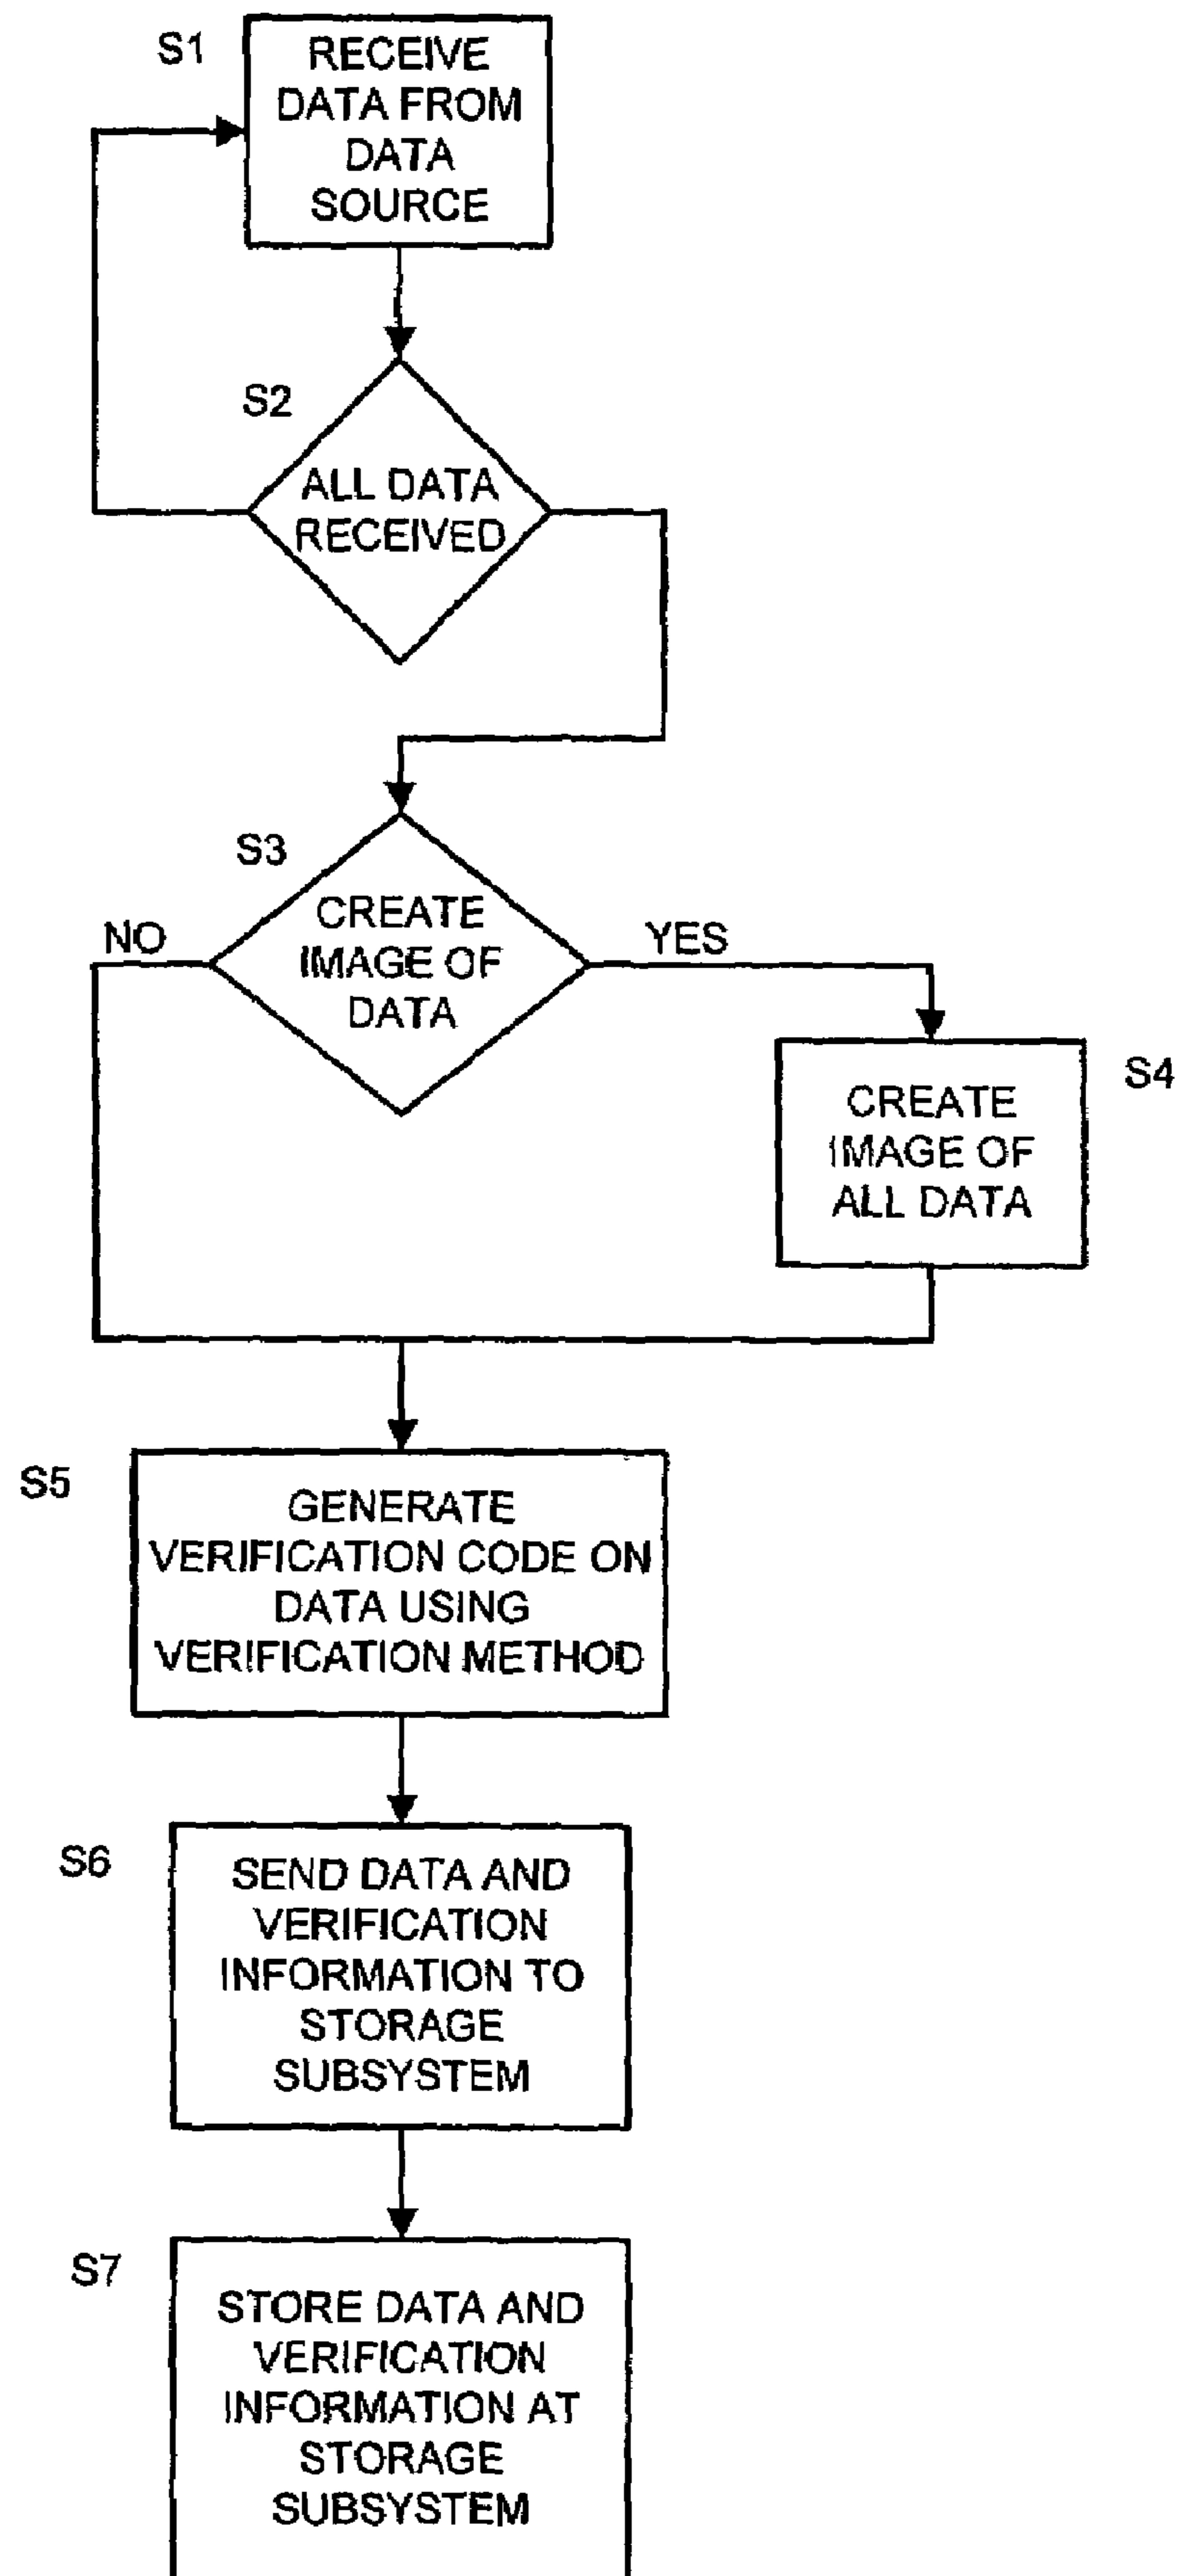 S1
RECEIVE
DATA FROM
DATA
SOURCE
S2
ALL DATA
RECEIVED
S3
CREATE
IMAGE OF
DATA
NO
YES
S4
CREATE
IMAGE OF
ALL DATA
S5
GENERATE
VERIFICATION CODE ON
DATA USING
VERIFICATION METHOD
S6
SEND DATA AND
VERIFICATION
INFORMATION TO
STORAGE
SUBSYSTEM
S7
STORE DATA AND
VERIFICATION
INFORMATION AT
STORAGE
SUBSYSTEM